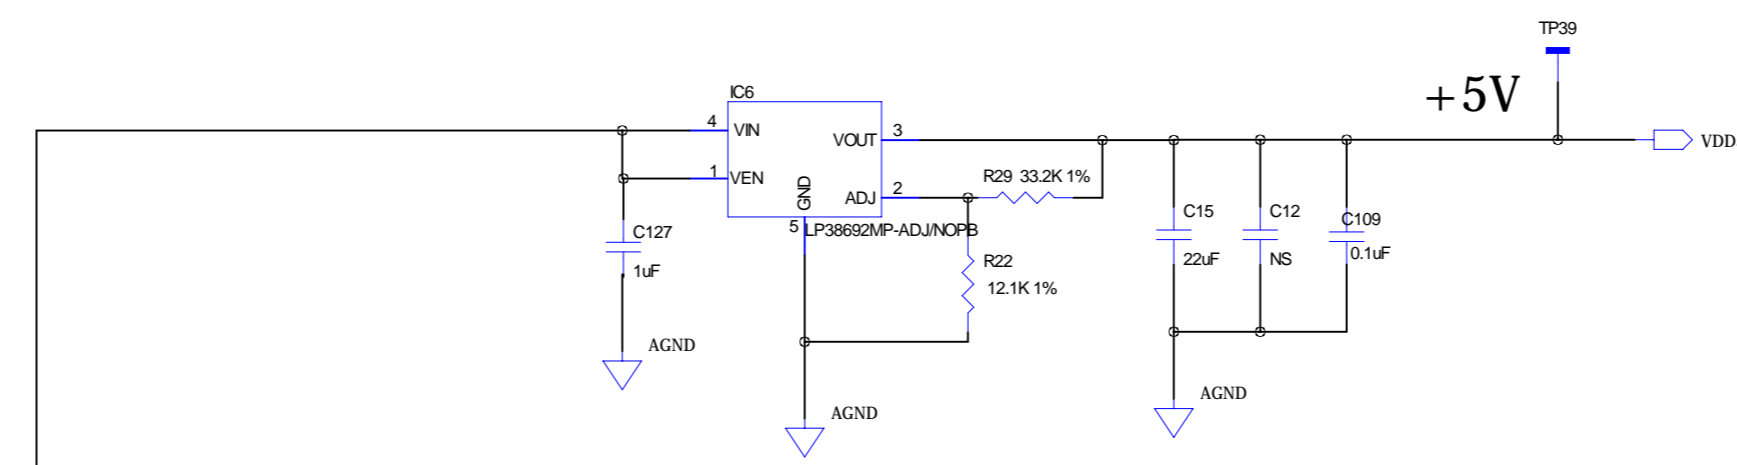 TP39
+5V
IC6
4
VIN
VOUT
3
VDD
1
VEN
GND
ADJ
2
R29 33.2K 1%
5
LP38692MP-ADJ/NOPB
C127
1uF
R22
12.1K 1%
C15
22uF
C12
NS
C109
0.1uF
AGND
AGND
AGND